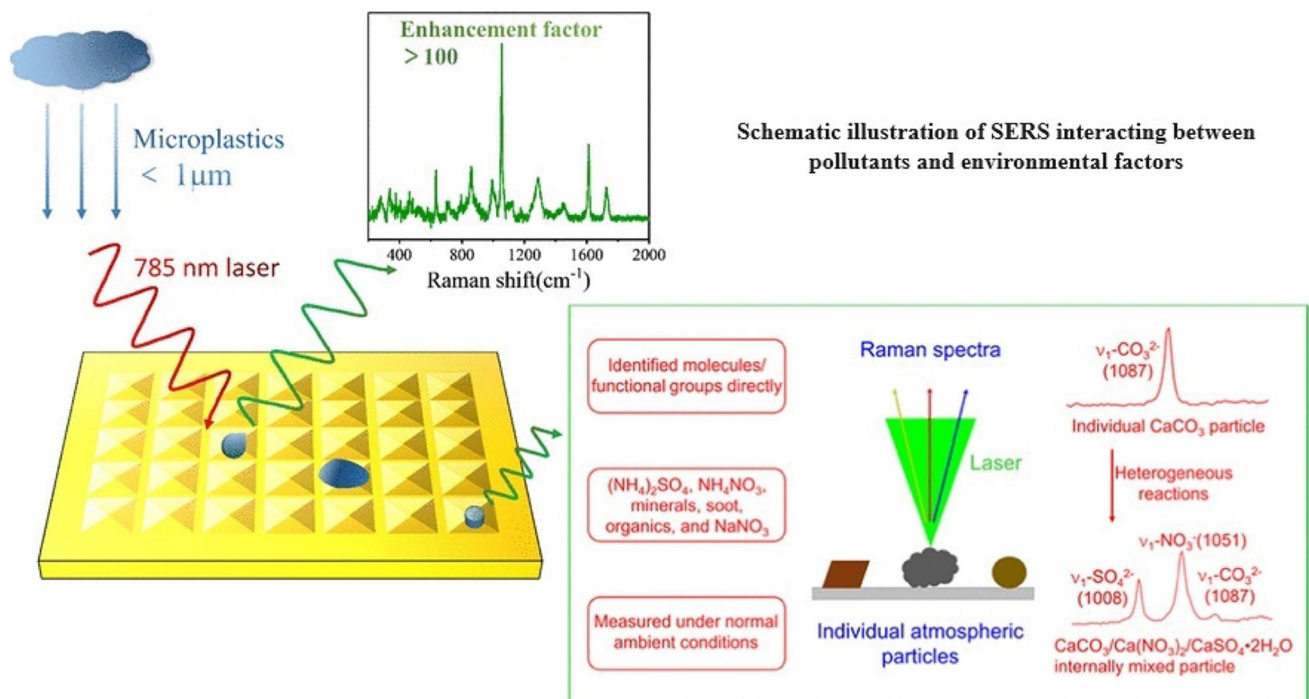 Enhancement factor
> 100
Microplastics
< 1μm
785 nm laser
400
800
1200
1600
2000
Raman shift(cm⁻¹)
Schematic illustration of SERS interacting between
pollutants and environmental factors
Identified molecules/
functional groups directly
(NH₄)₂SO₄, NH₄NO₃,
minerals, soot,
organics, and NaNO₃
Measured under normal
ambient conditions
Raman spectra
Laser
Individual atmospheric
particles
ν₁-CO₃²⁻
(1087)
Individual CaCO₃ particle
Heterogeneous
reactions
ν₁-NO₃⁻(1051)
ν₁-SO₄²⁻
(1008)
ν₁-CO₃²⁻
(1087)
CaCO₃/Ca(NO₃)₂/CaSO₄•2H₂O
internally mixed particle